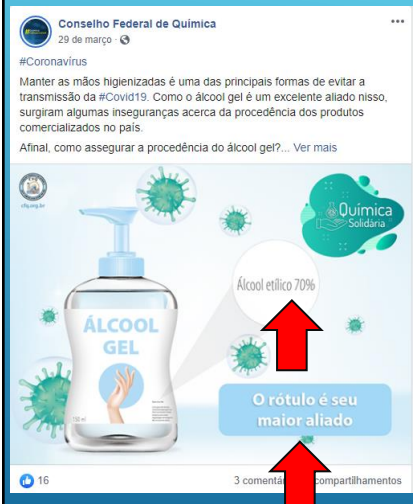 Conselho Federal de Química
29 de março ·
#Coronavírus
Manter as mãos higienizadas é uma das principais formas de evitar a
transmissão da #Covid19. Como o álcool gel é um excelente aliado nisso,
surgiram algumas inseguranças acerca da procedência dos produtos
comercializados no país.
Afinal, como assegurar a procedência do álcool gel?... Ver mais
cfq.org.br
Química
Solidária
Álcool etílico 70%
ÁLCOOL
GEL
O rótulo é seu
maior aliado
16
3 compartilhamentos